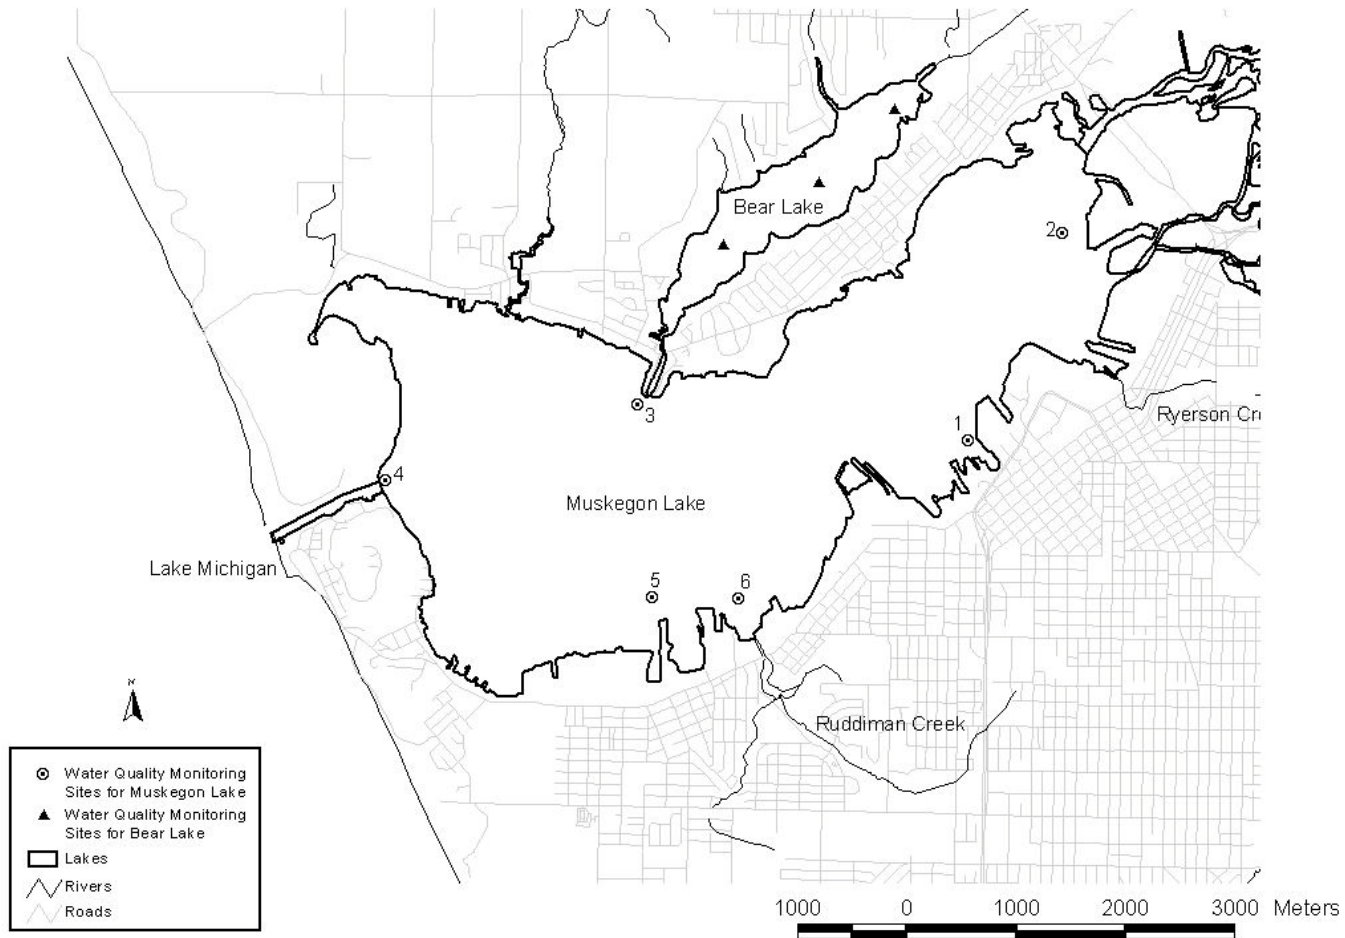 N
Bear Lake
2
3
1
Ryerson Cr
4
Muskegon Lake
Lake Michigan
5
6
Ruddiman Creek
Water Quality Monitoring
Sites for Muskegon Lake
Water Quality Monitoring
Sites for Bear Lake
Lakes
Rivers
Roads
1000 0 1000 2000 3000 Meters